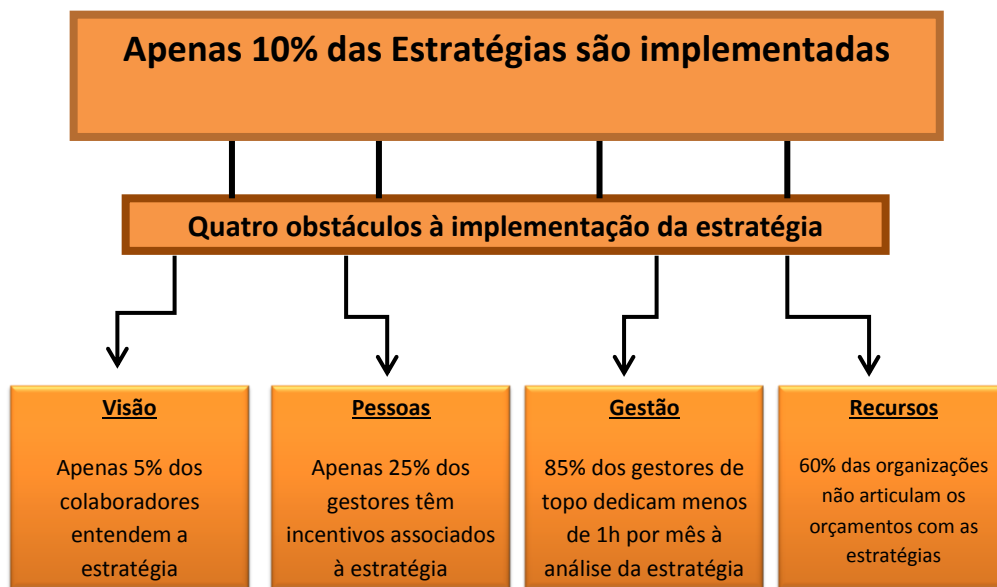 Apenas 10% das Estratégias são implementadas
Quatro obstáculos à implementação da estratégia
Visão
Apenas 5% dos
colaboradores
entendem a
estratégia
Pessoas
Apenas 25% dos
gestores têm
incentivos associados
à estratégia
Gestão
85% dos gestores de
topo dedicam menos
de 1h por mês à
análise da estratégia
Recursos
60% das organizações
não articulam os
orçamentos com as
estratégias